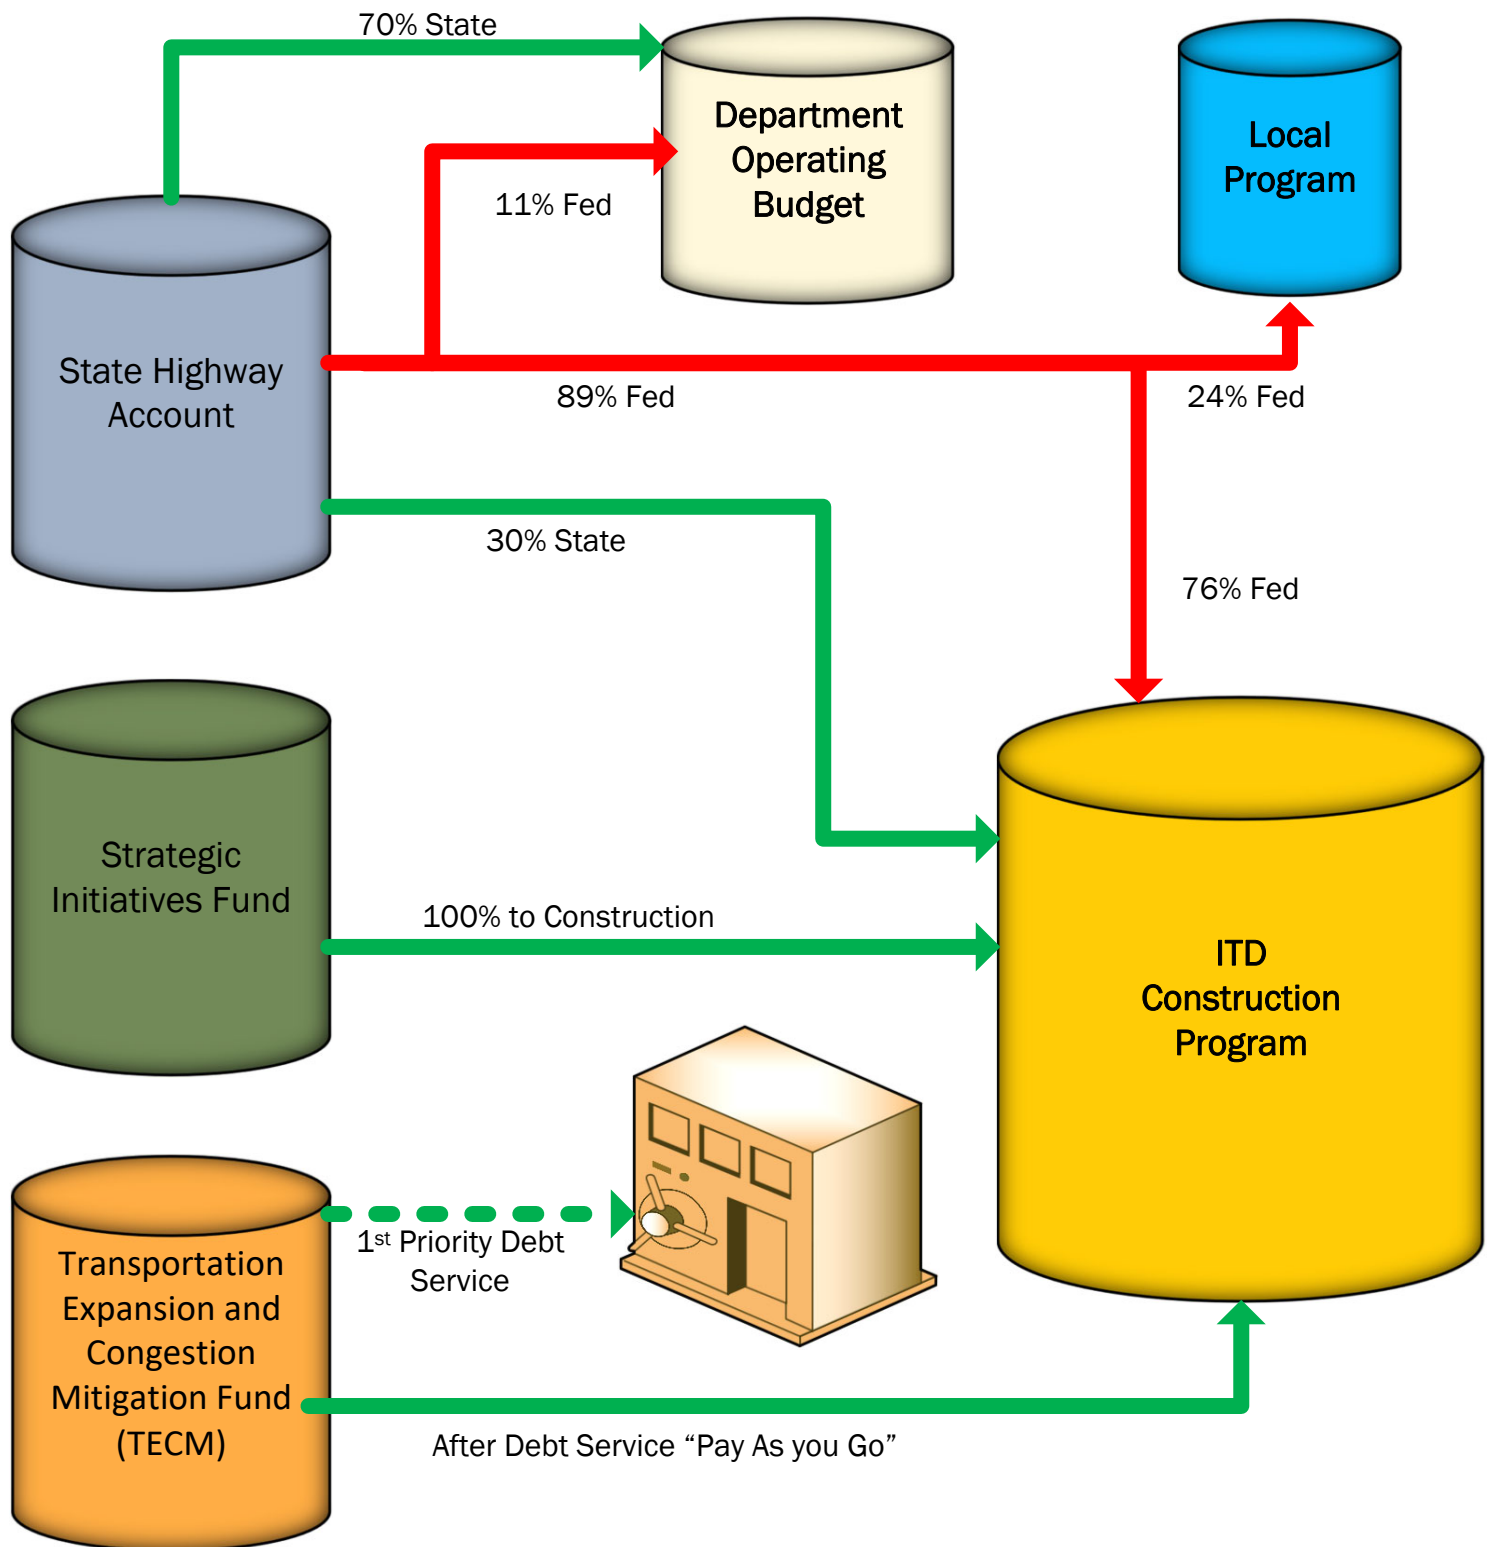 70% State
Department
Operating
Budget
Local
Program
11% Fed
State Highway
Account
89% Fed
24% Fed
30% State
76% Fed
Strategic
Initiatives Fund
100% to Construction
ITD
Construction
Program
1st Priority Debt
Service
Transportation
Expansion and
Congestion
Mitigation Fund
(TECM)
After Debt Service “Pay As you Go”